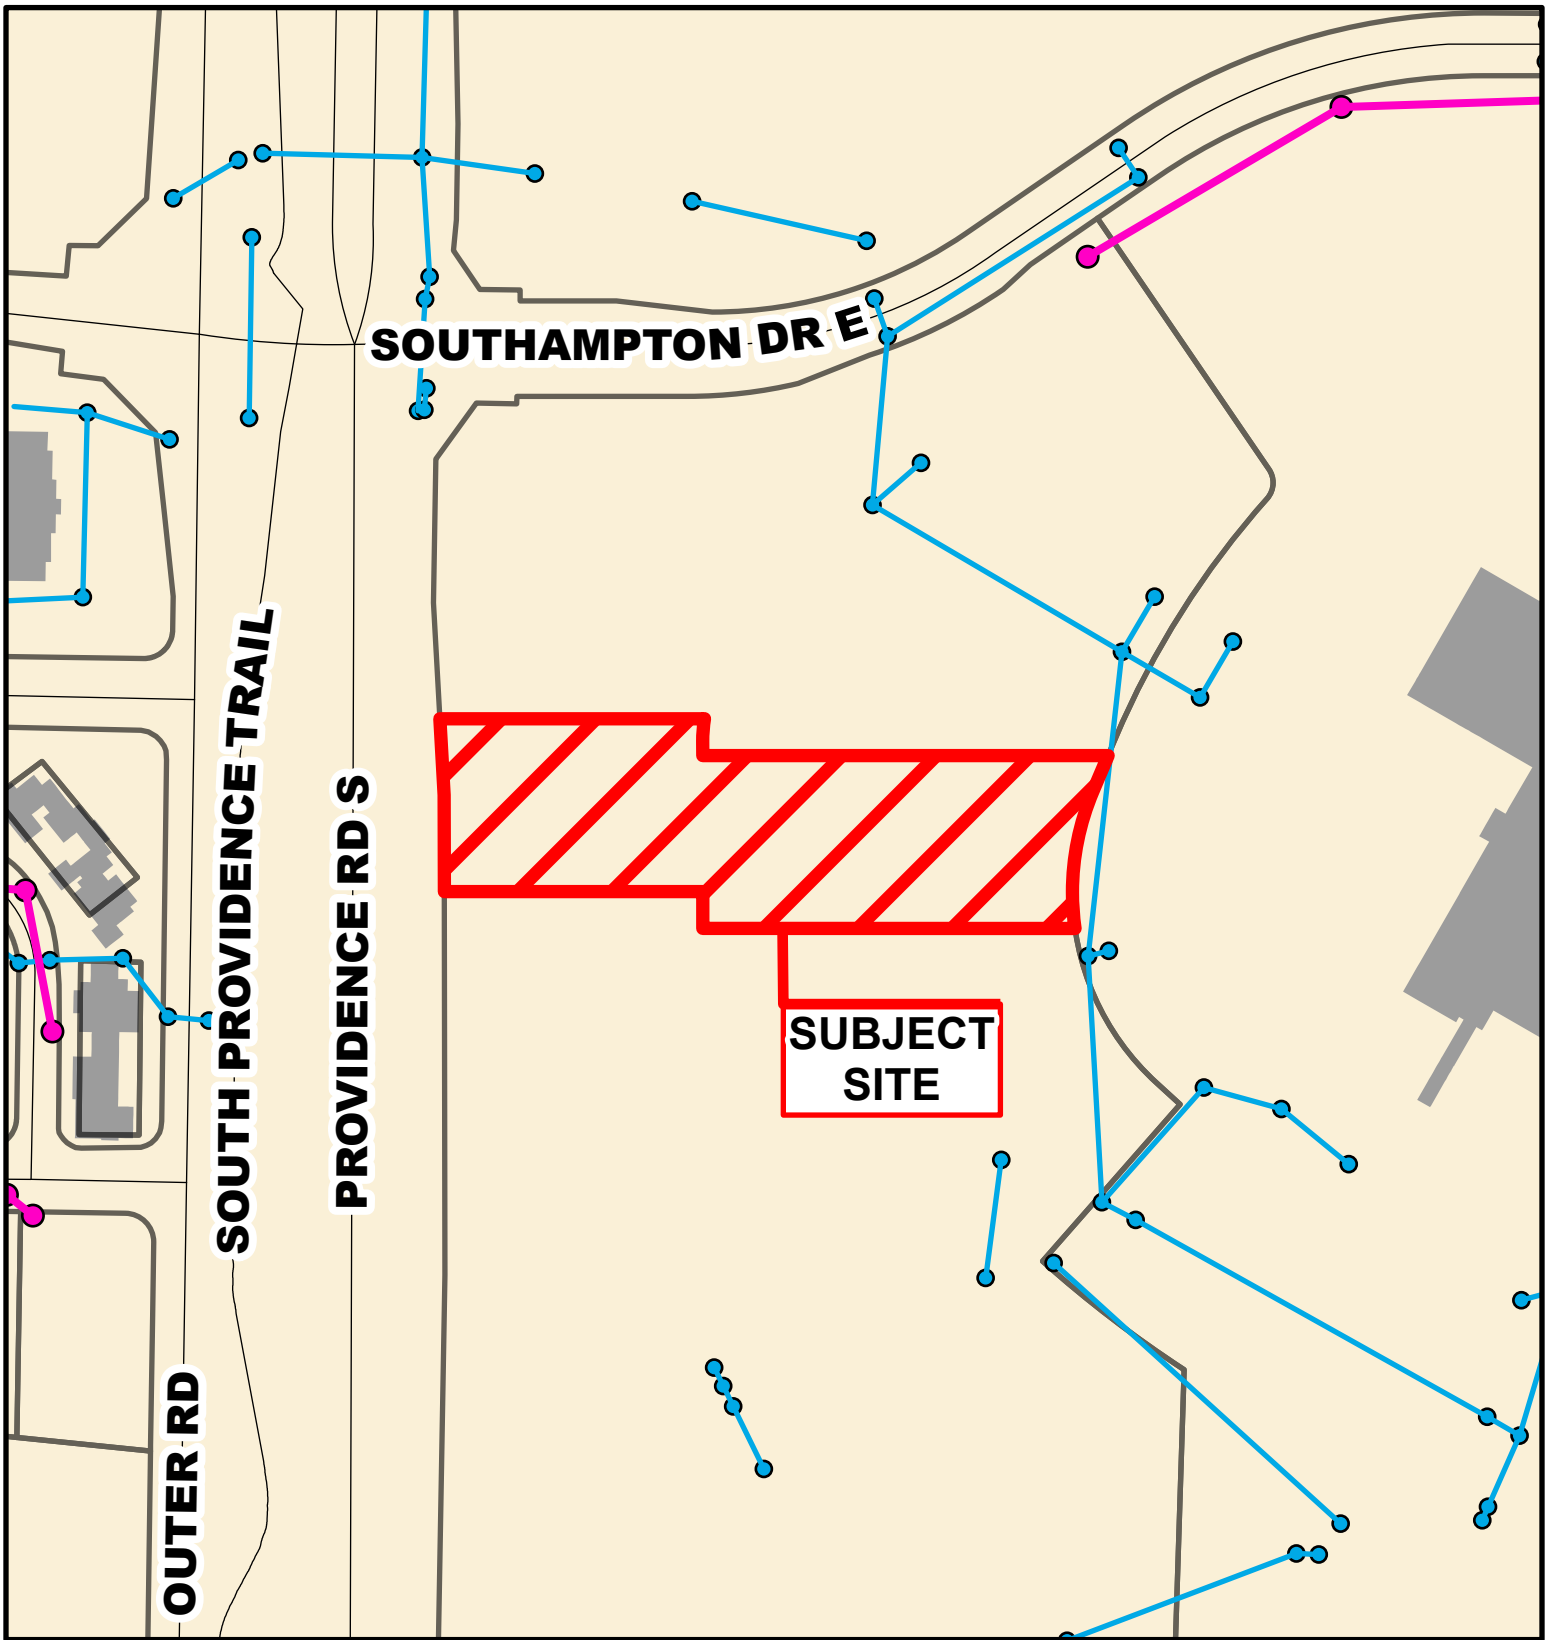 SOUTHAMPTON DR E
SOUTH PROVIDENCE TRAIL
PROVIDENCE RD S
SUBJECT
SITE
OUTER RD